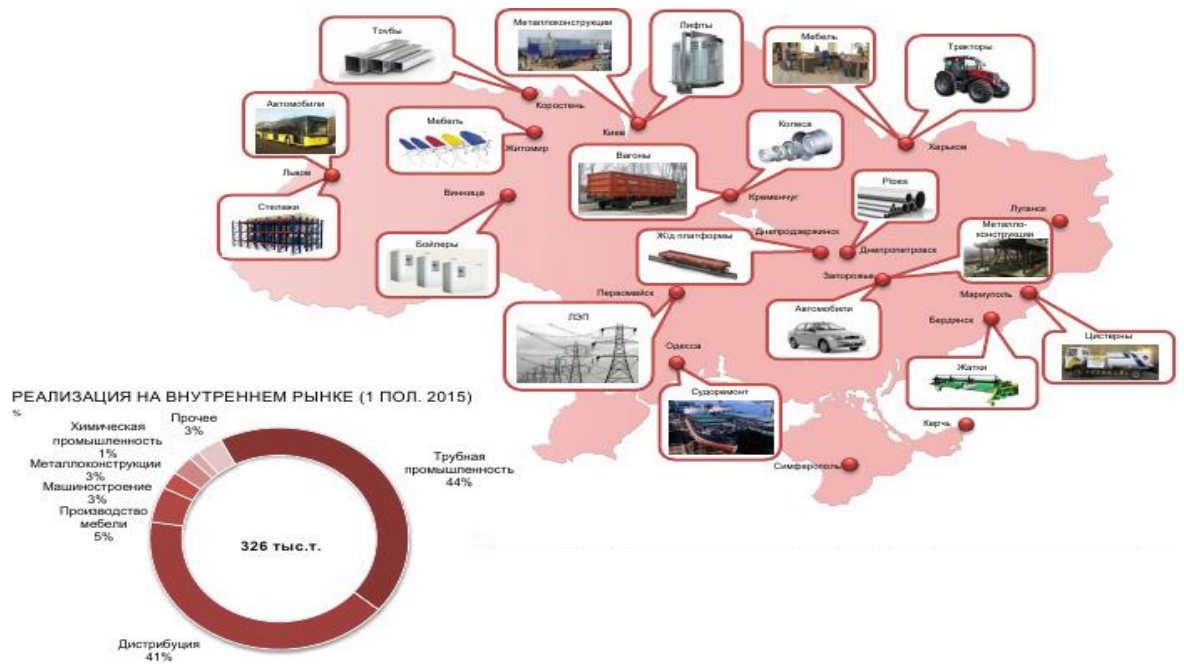 Трубы
Металлоконструкции
Лифты
Мебель
Тракторы
Автомобили
Коростень
Мебель
Киев
Колеса
Житомир
Харьков
Львов
Вагоны
Pipes
Винница
Кременчуг
Стелажи
Луганск
Бойлеры
Ж/д платформы
Днепродзержинск
Металло-
конструкция
Днепропетровск
Запорожье
Первомайск
Мариуполь
ЛЭП
Автомобили
Бердянск
Цистерны
Одесса
Жатки
Судоремонт
Керчь
Симферополь
РЕАЛИЗАЦИЯ НА ВНУТРЕННЕМ РЫНКЕ (1 ПОЛ. 2015)
%
Прочее
3%
Химическая
промышленность
1%
Металлоконструкции
3%
Машиностроение
3%
Производство
мебели
5%
Трубная
промышленность
44%
326 тыс.т.
Дистрибуция
41%